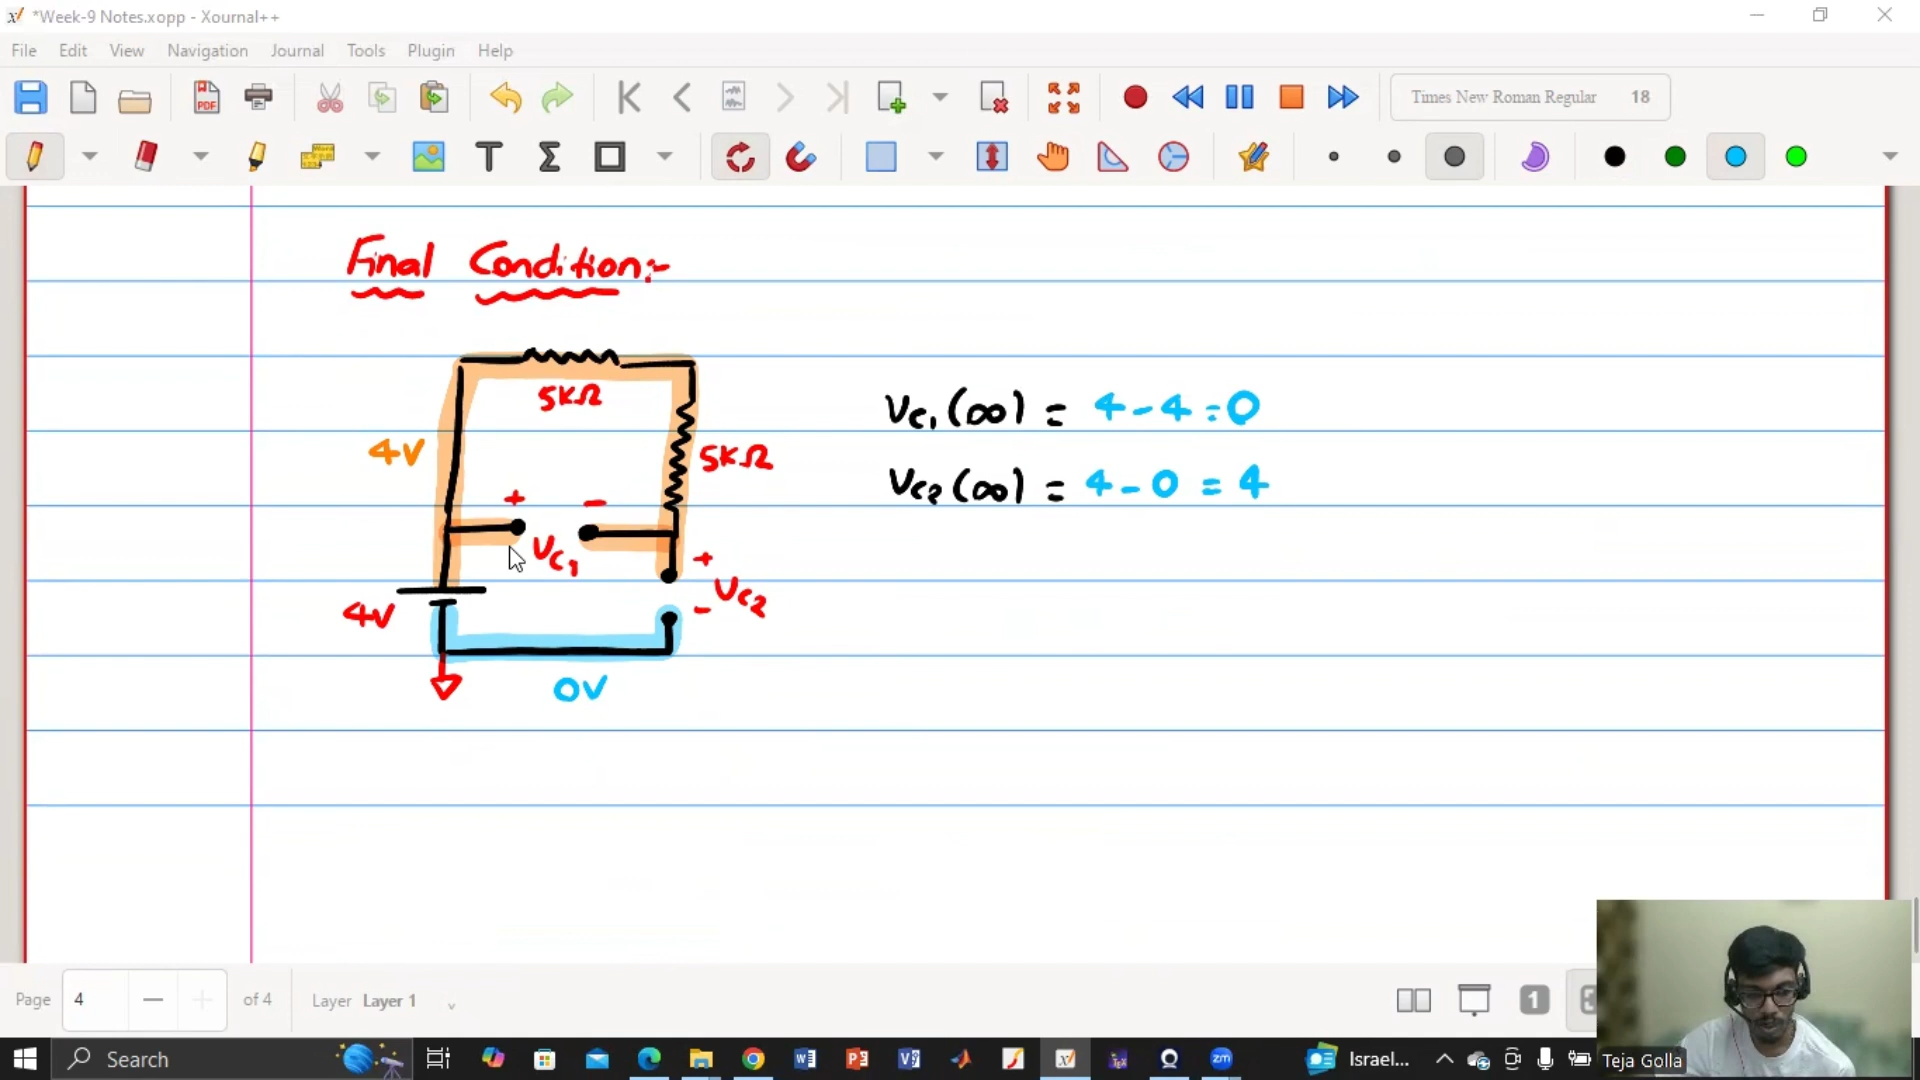 *Week-9 Notes.xopp - Xournal++
File Edit View Navigation Journal Tools Plugin Help
Times New Roman Regular 18
Final Condition:-
5KΩ
4V
5KΩ
+ -
VC1
+
VC2
-
4V
0V
VC1(∞) = 4-4=0
VC2(∞) = 4-0=4
Page 4 of 4 Layer Layer 1
1
Search
Israel...
Teja Golla
zm